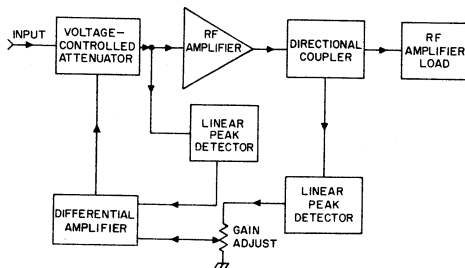 INPUT
VOLTAGE-
CONTROLLED
ATTENUATOR
RF
AMPLIFIER
DIRECTIONAL
COUPLER
RF
AMPLIFIER
LOAD
LINEAR
PEAK
DETECTOR
LINEAR
PEAK
DETECTOR
DIFFERENTIAL
AMPLIFIER
GAIN
ADJUST